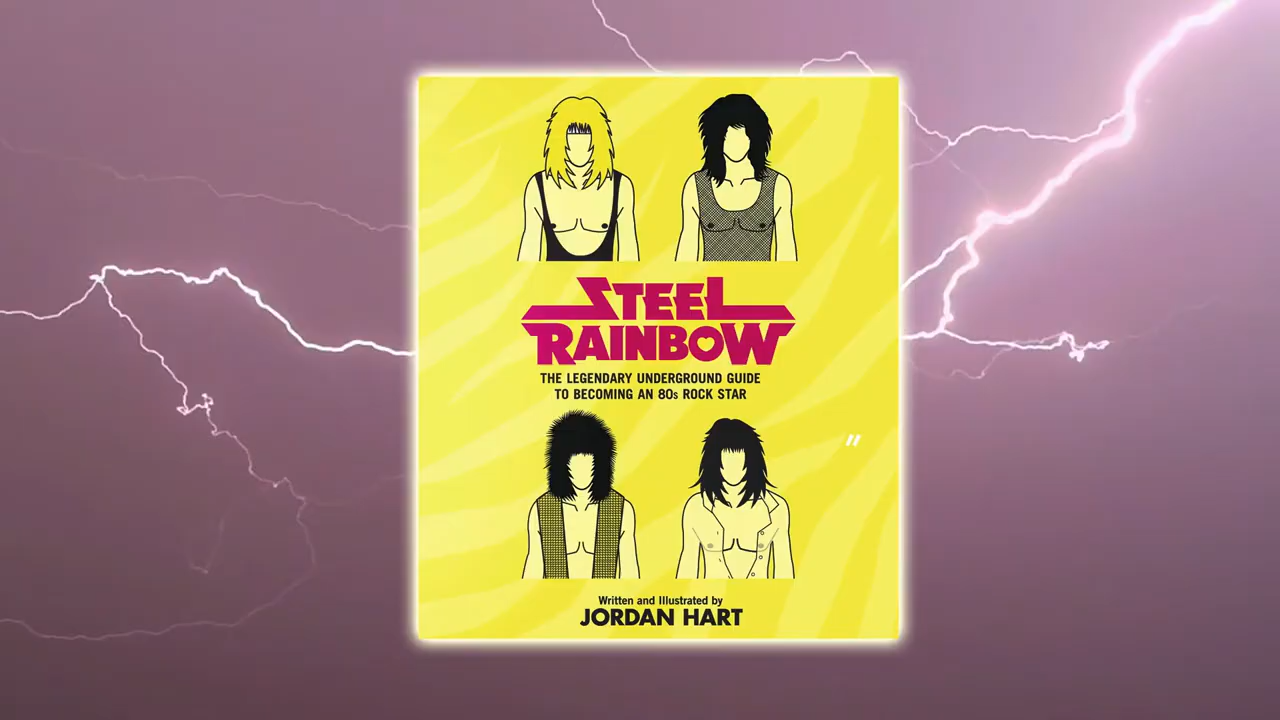 STEEL
RAINBOW
THE LEGENDARY UNDERGROUND GUIDE
TO BECOMING AN 80s ROCK STAR
"
Written and Illustrated by
JORDAN HART